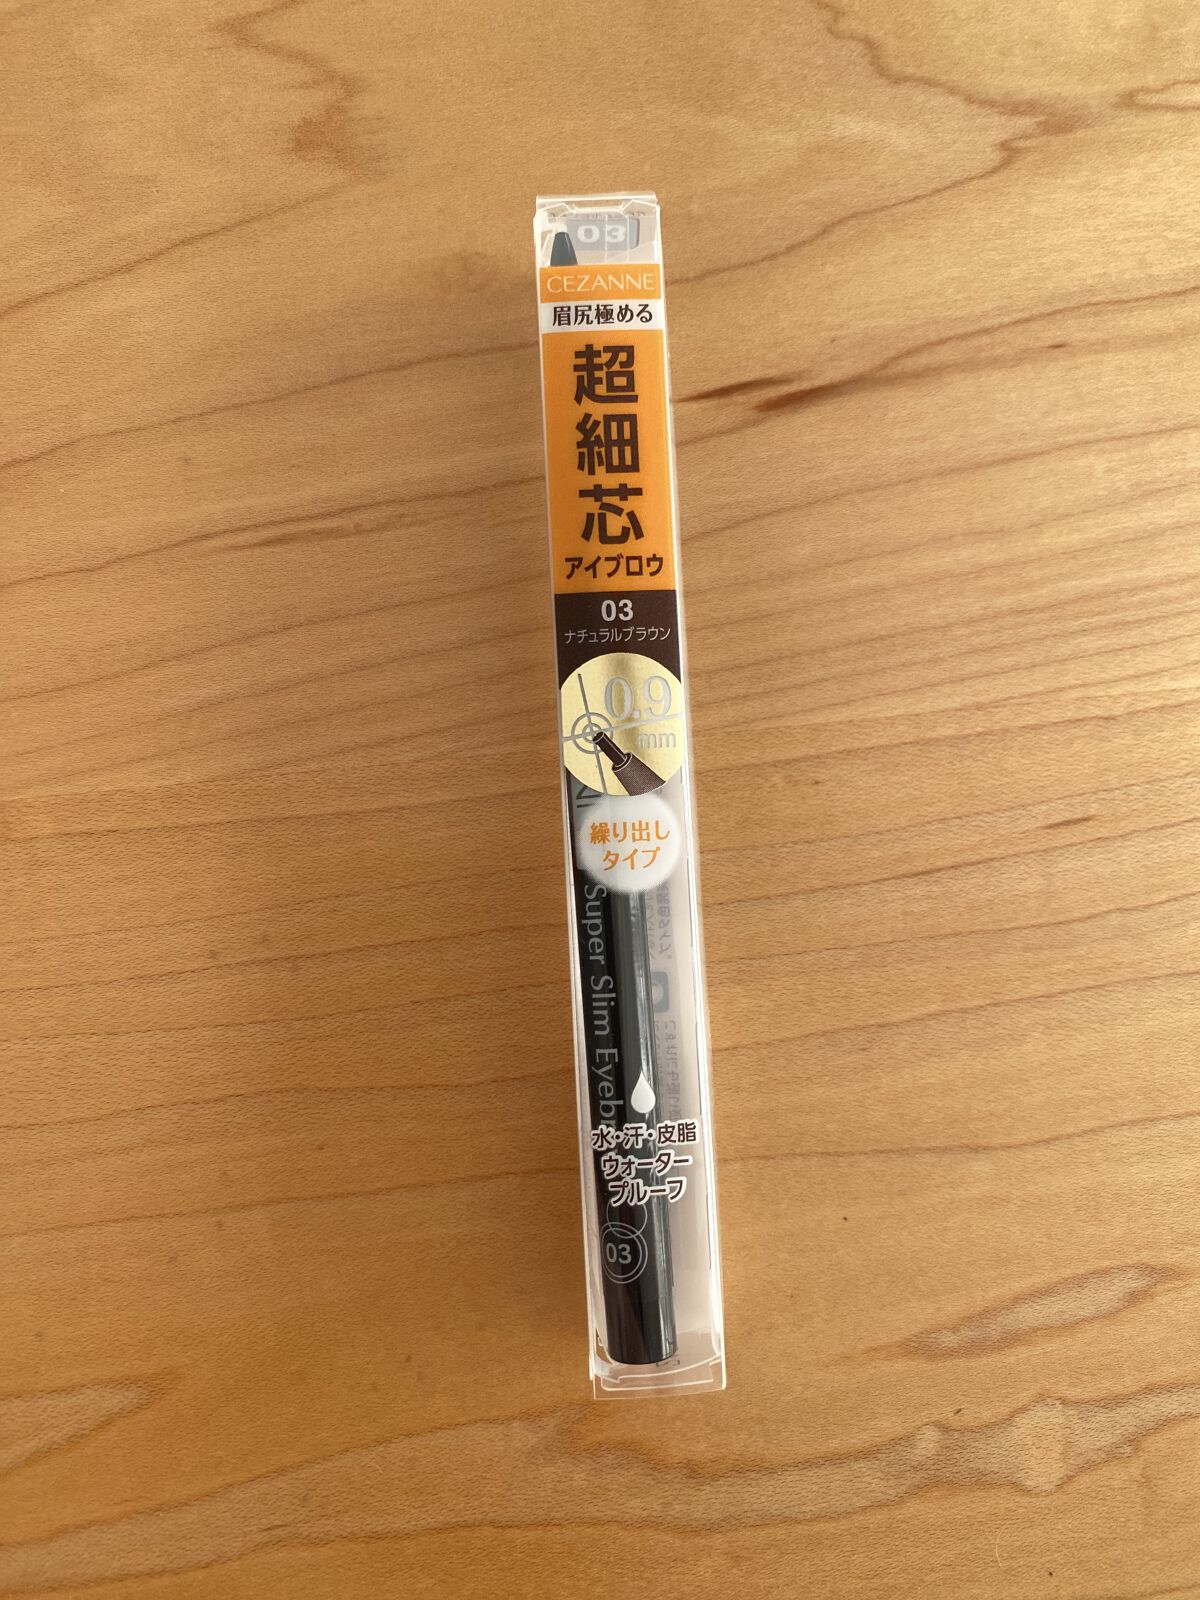 03
CEZANNE
眉尻極める
超細芯
アイブロウ
03
ナチュラルブラウン
0.9
mm
繰り出し
タイプ
Super Slim Eyebr
水・汗・皮脂
ウォーター
プルーフ
03